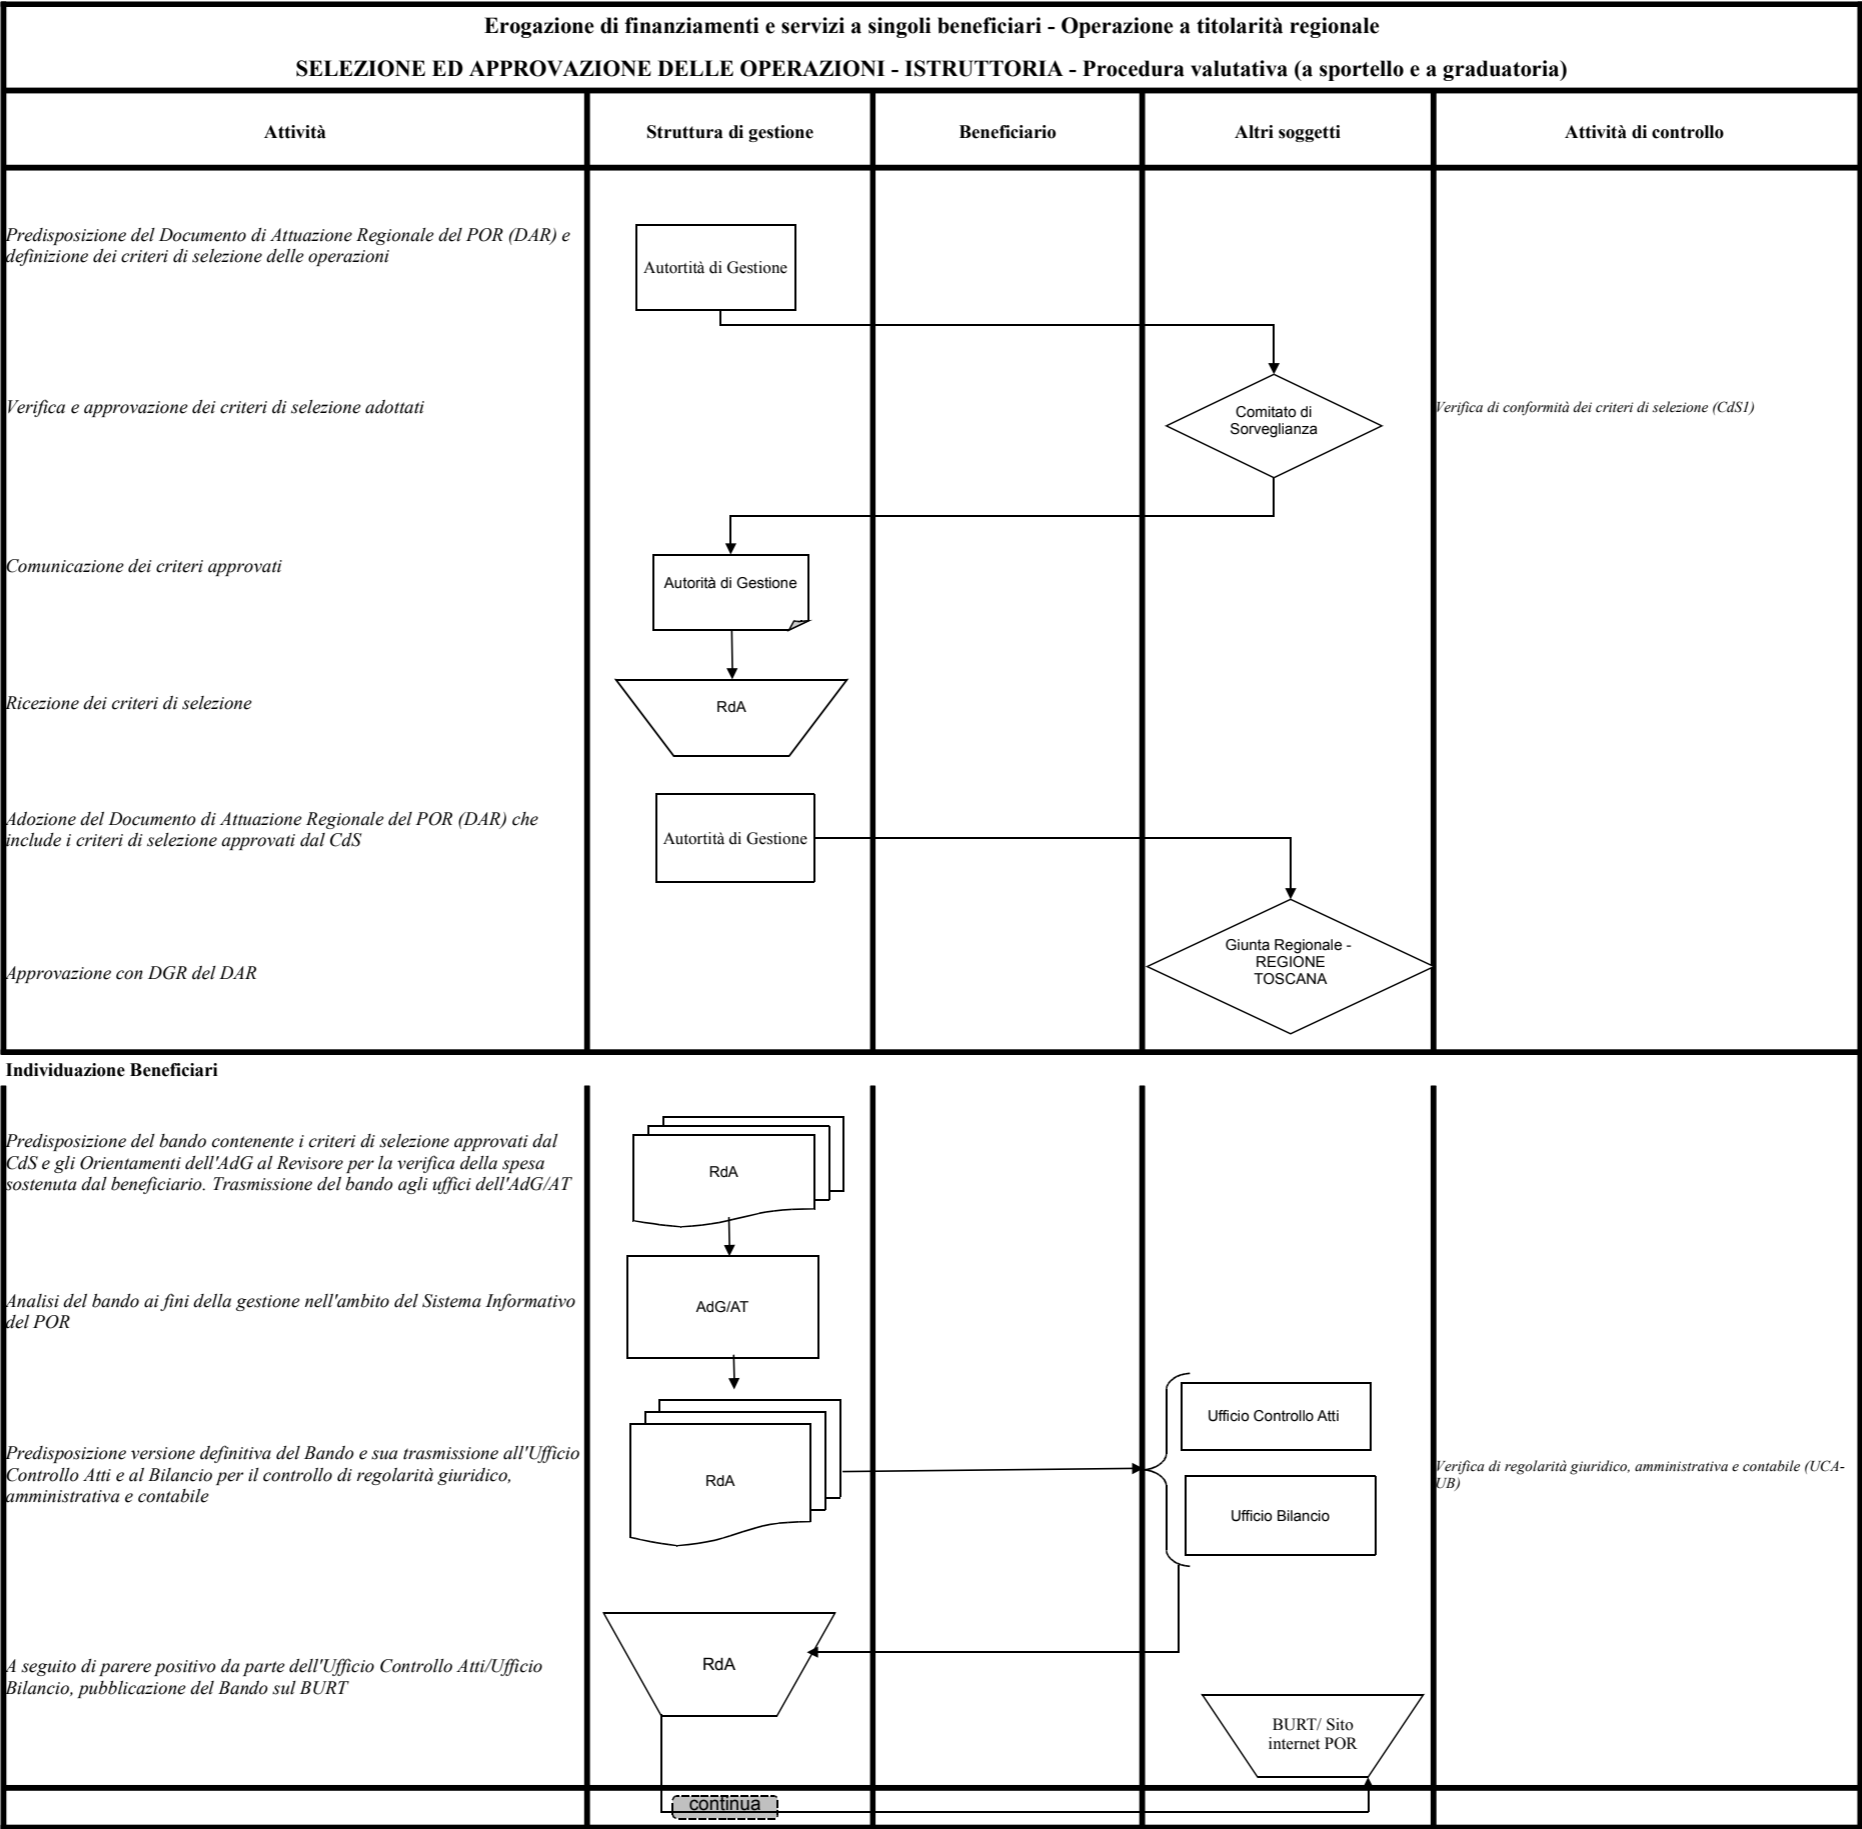 Erogazione di finanziamenti e servizi a singoli beneficiari - Operazione a titolarità regionale
SELEZIONE ED APPROVAZIONE DELLE OPERAZIONI - ISTRUTTORIA - Procedura valutativa (a sportello e a graduatoria)
Attività
Struttura di gestione
Beneficiario
Altri soggetti
Attività di controllo
Predisposizione del Documento di Attuazione Regionale del POR (DAR) e
definizione dei criteri di selezione delle operazioni
Autortità di Gestione
Verifica e approvazione dei criteri di selezione adottati
Comitato di
Sorveglianza
Verifica di conformità dei criteri di selezione (CdS1)
Comunicazione dei criteri approvati
Autorità di Gestione
Ricezione dei criteri di selezione
RdA
Adozione del Documento di Attuazione Regionale del POR (DAR) che
include i criteri di selezione approvati dal CdS
Autortità di Gestione
Approvazione con DGR del DAR
Giunta Regionale -
REGIONE
TOSCANA
Individuazione Beneficiari
Predisposizione del bando contenente i criteri di selezione approvati dal
CdS e gli Orientamenti dell'AdG al Revisore per la verifica della spesa
sostenuta dal beneficiario. Trasmissione del bando agli uffici dell'AdG/AT
RdA
Analisi del bando ai fini della gestione nell'ambito del Sistema Informativo
del POR
AdG/AT
Predisposizione versione definitiva del Bando e sua trasmissione all'Ufficio
Controllo Atti e al Bilancio per il controllo di regolarità giuridico,
amministrativa e contabile
RdA
Ufficio Controllo Atti
Ufficio Bilancio
Verifica di regolarità giuridico, amministrativa e contabile (UCA-
UB)
A seguito di parere positivo da parte dell'Ufficio Controllo Atti/Ufficio
Bilancio, pubblicazione del Bando sul BURT
RdA
BURT/ Sito
internet POR
continua